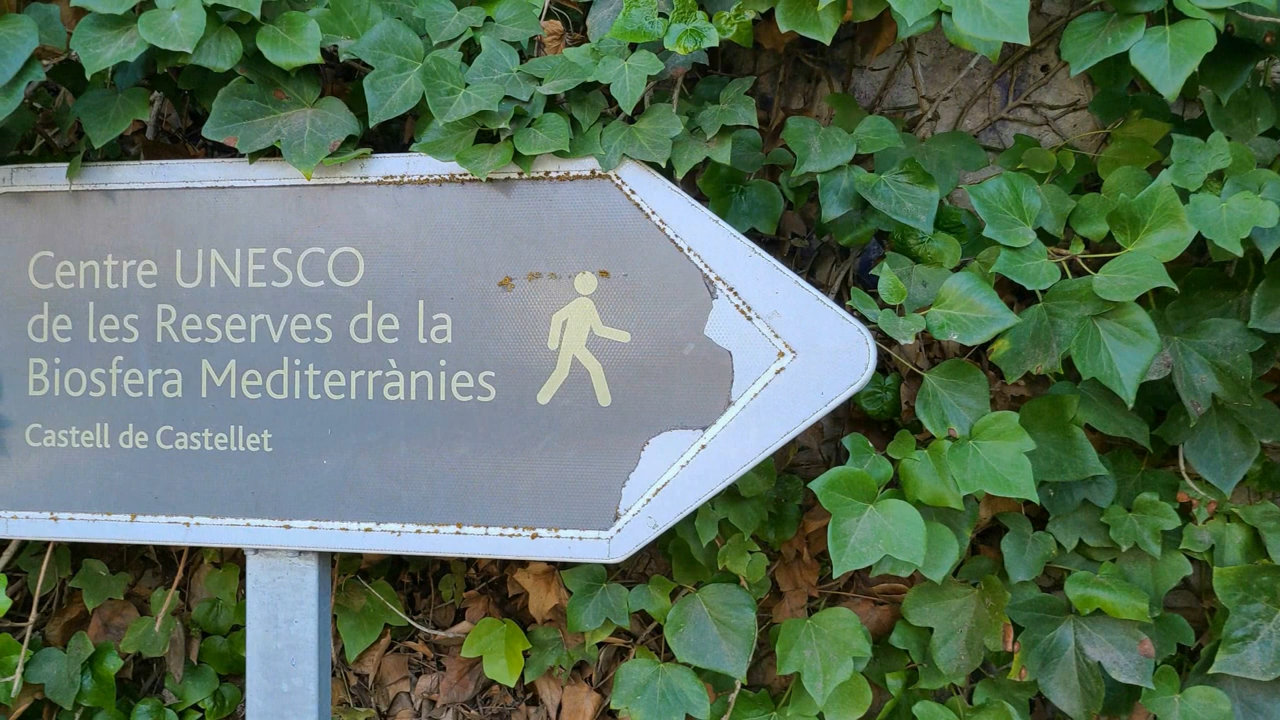 Centre UNESCO
de les Reserves de la
Biosfera Mediterrànies
Castell de Castellet